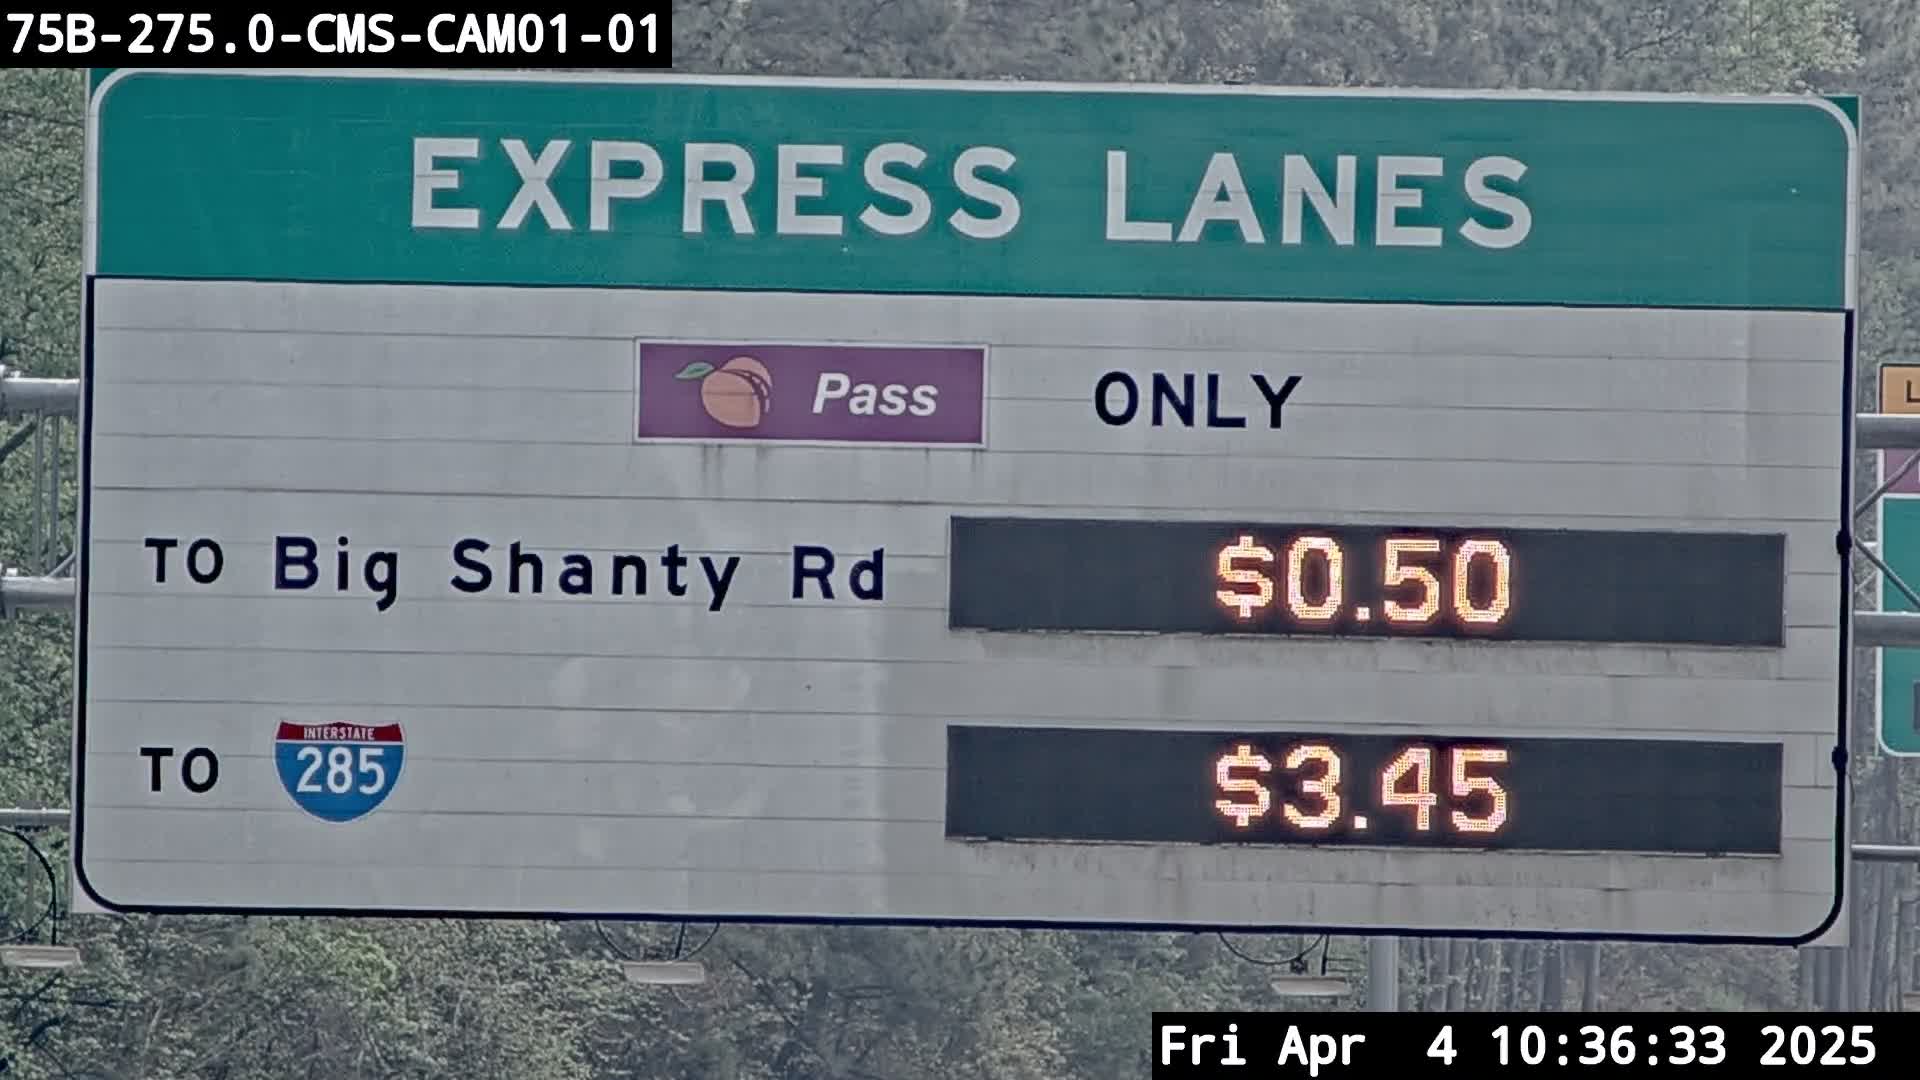 75B-275.0-CMS-CAM01-01
EXPRESS LANES
Pass ONLY
TO Big Shanty Rd $0.50
TO INTERSTATE 285 $3.45
Fri Apr 4 10:36:33 2025